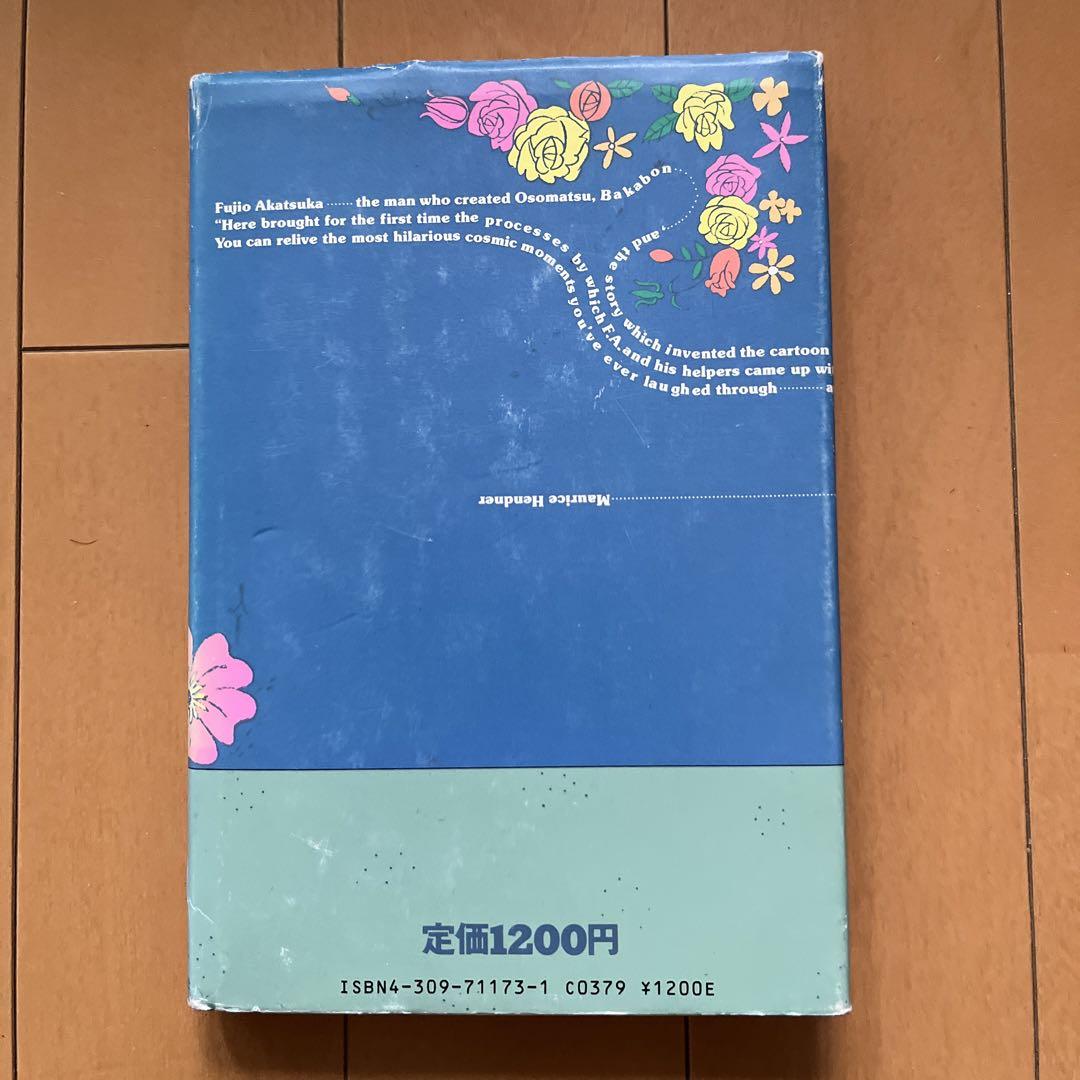 Fujio Akatsuka ······· the man who created Osomatsu, Bakabon ········, and the story which invented the cartoon
“Here brought for the first time the processes by which F.A. and his helpers came up wi
You can relive the most hilarious cosmic moments you've ever laughed through ·········· a
Maurice Hendner
定価1200円
ISBN4-309-71173-1 C0379 ¥1200E